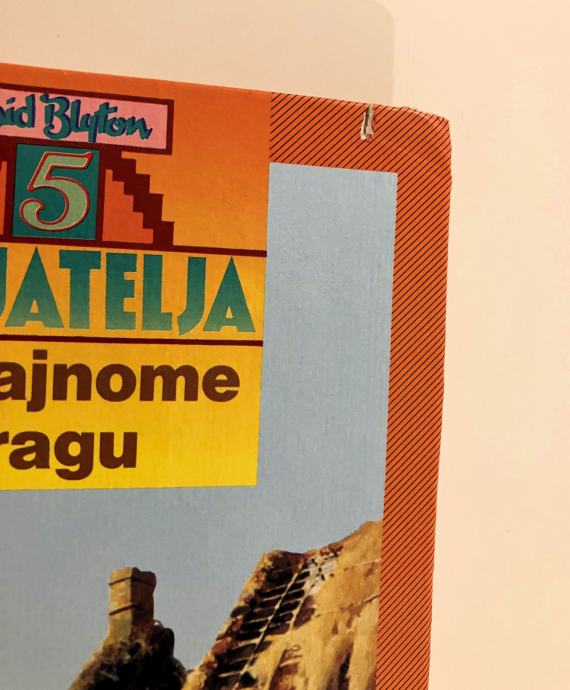 id Blyton
5
JATELJA
ajnome
ragu